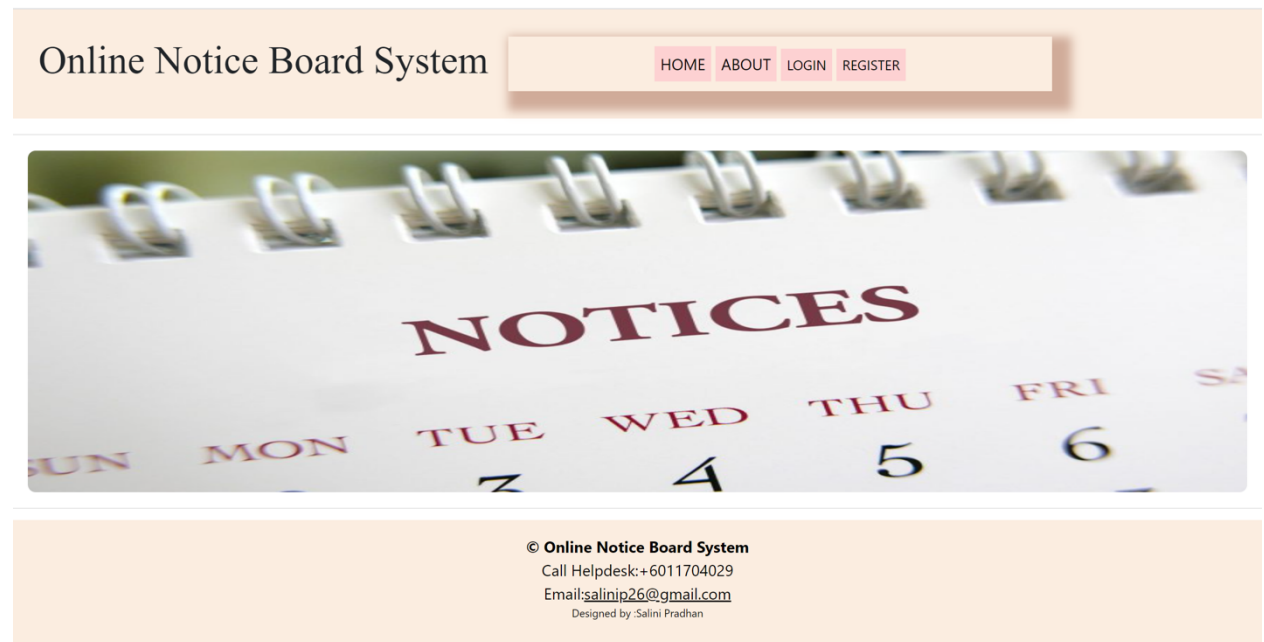 Online Notice Board System
HOME ABOUT LOGIN REGISTER
NOTICES
SUN MON TUE WED THU FRI
3 4 5 6
© Online Notice Board System
Call Helpdesk:+6011704029
Email:salinip26@gmail.com
Designed by :Salini Pradhan